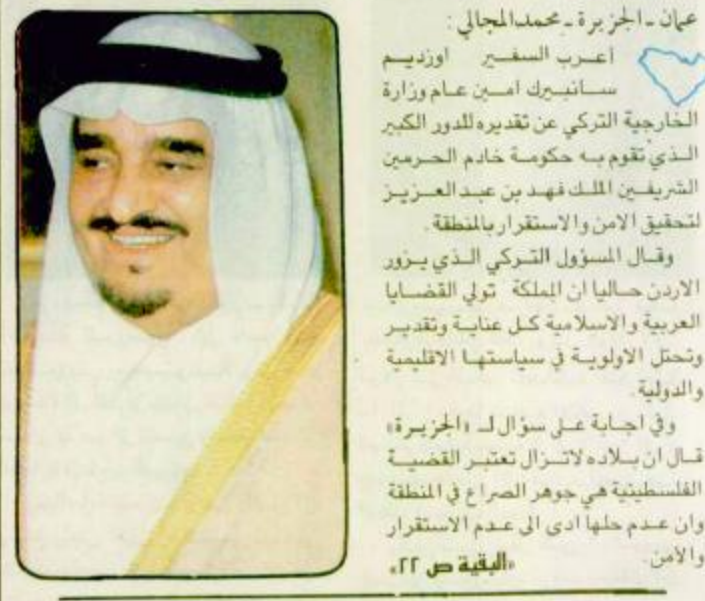 عمان - الجزيرة - محمد المجالي :
أعرب السفير اوزديم
سانبيرك امين عام وزارة
الخارجية التركي عن تقديره للدور الكبير
الذي تقوم به حكومة خادم الحرمين
الشريفين الملك فهد بن عبد العزيز
لتحقيق الامن والاستقرار بالمنطقة .
وقال المسؤول التركي الذي يزور
الاردن حاليا ان المملكة تولي القضايا
العربية والاسلامية كل عناية وتقدير
وتحتل الاولوية في سياستها الاقليمية
والدولية .
وفي اجابة على سؤال لـ «الجزيرة»
قال ان بلاده لاتزال تعتبر القضية
الفلسطينية هي جوهر الصراع في المنطقة
وان عدم حلها ادى الى عدم الاستقرار
والأمن . «البقية ص ٢٢»